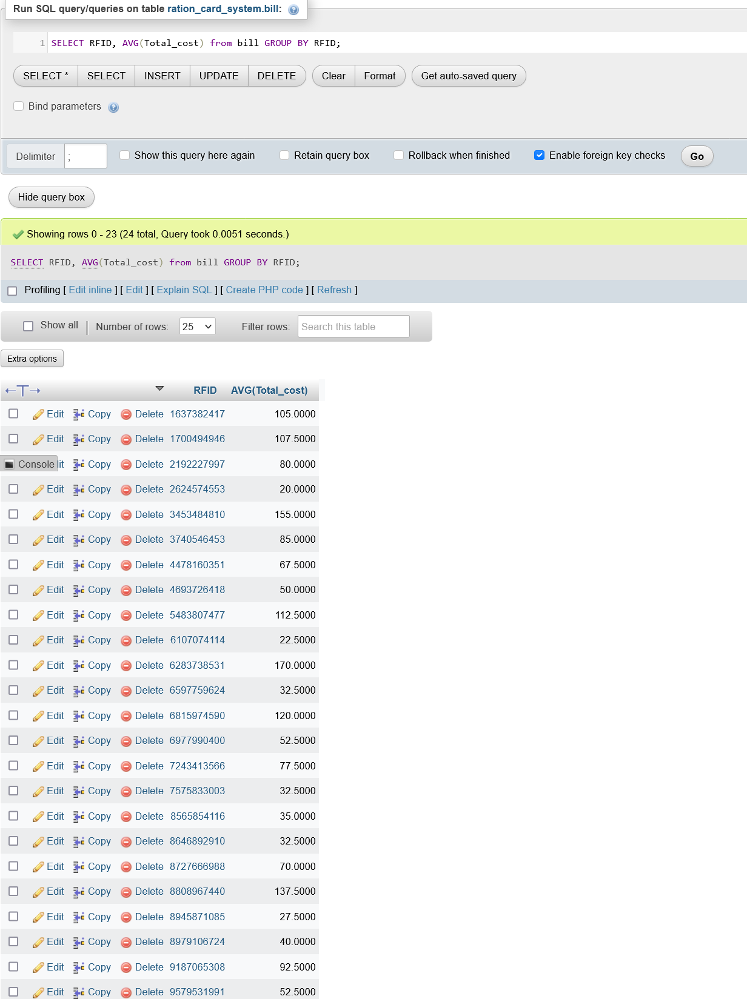 Run SQL query/queries on table ration_card_system.bill:
1 SELECT RFID, AVG(Total_cost) from bill GROUP BY RFID;
SELECT * SELECT INSERT UPDATE DELETE Clear Format Get auto-saved query
Bind parameters
Delimiter ; Show this query here again Retain query box Rollback when finished Enable foreign key checks Go
Hide query box
Showing rows 0 - 23 (24 total, Query took 0.0051 seconds.)
SELECT RFID, AVG(Total_cost) from bill GROUP BY RFID;
Profiling [ Edit inline ] [ Edit ] [ Explain SQL ] [ Create PHP code ] [ Refresh ]
Show all Number of rows: 25 Filter rows: Search this table
Extra options
←T→ RFID AVG(Total_cost)
Edit Copy Delete 1637382417 105.0000
Edit Copy Delete 1700494946 107.5000
Console Copy Delete 2192227997 80.0000
Edit Copy Delete 2624574553 20.0000
Edit Copy Delete 3453484810 155.0000
Edit Copy Delete 3740546453 85.0000
Edit Copy Delete 4478160351 67.5000
Edit Copy Delete 4693726418 50.0000
Edit Copy Delete 5483807477 112.5000
Edit Copy Delete 6107074114 22.5000
Edit Copy Delete 6283738531 170.0000
Edit Copy Delete 6597759624 32.5000
Edit Copy Delete 6815974590 120.0000
Edit Copy Delete 6977990400 52.5000
Edit Copy Delete 7243413566 77.5000
Edit Copy Delete 7575833003 32.5000
Edit Copy Delete 8565854116 35.0000
Edit Copy Delete 8646892910 32.5000
Edit Copy Delete 8727666988 70.0000
Edit Copy Delete 8808967440 137.5000
Edit Copy Delete 8945871085 27.5000
Edit Copy Delete 8979106724 40.0000
Edit Copy Delete 9187065308 92.5000
Edit Copy Delete 9579531991 52.5000